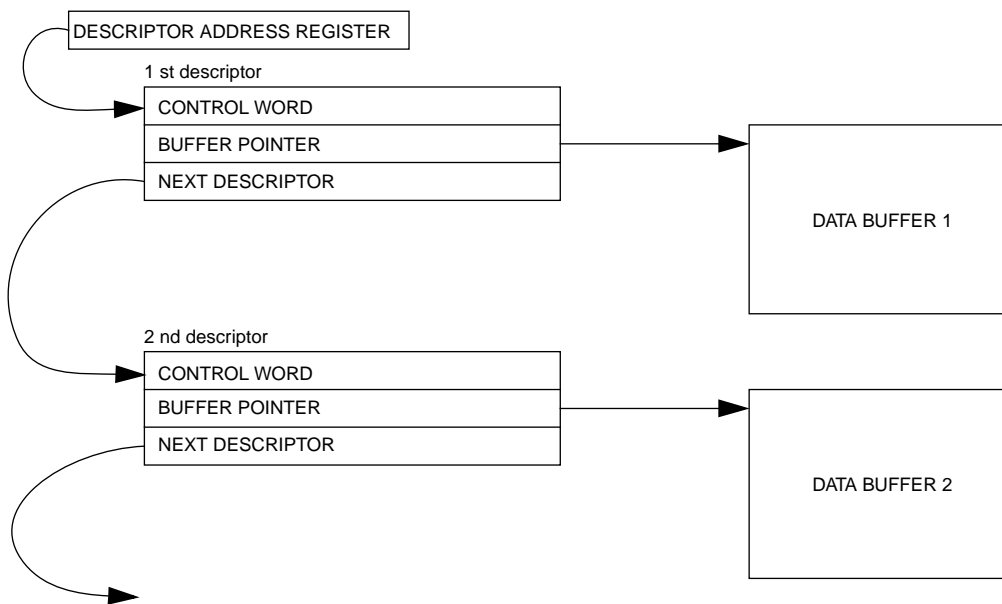 DESCRIPTOR ADDRESS REGISTER
1 st descriptor
CONTROL WORD
BUFFER POINTER
NEXT DESCRIPTOR
DATA BUFFER 1
2 nd descriptor
CONTROL WORD
BUFFER POINTER
NEXT DESCRIPTOR
DATA BUFFER 2